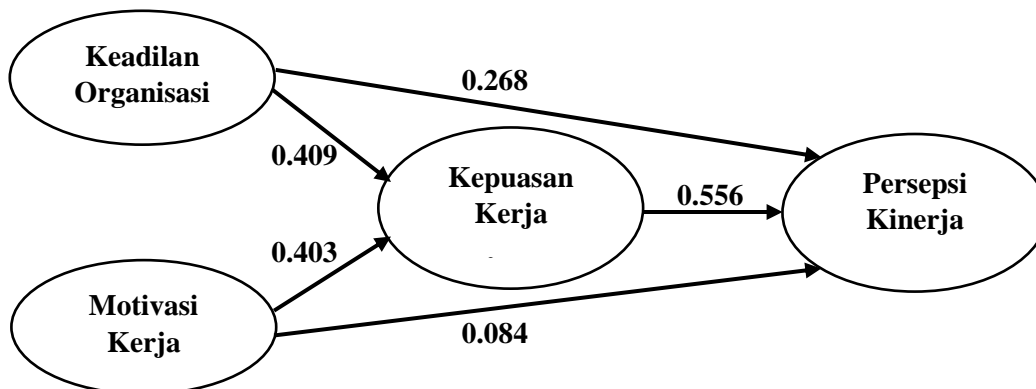 Keadilan
Organisasi
0.268
0.409
Kepuasan
Kerja
0.556
Persepsi
Kinerja
0.403
Motivasi
Kerja
0.084